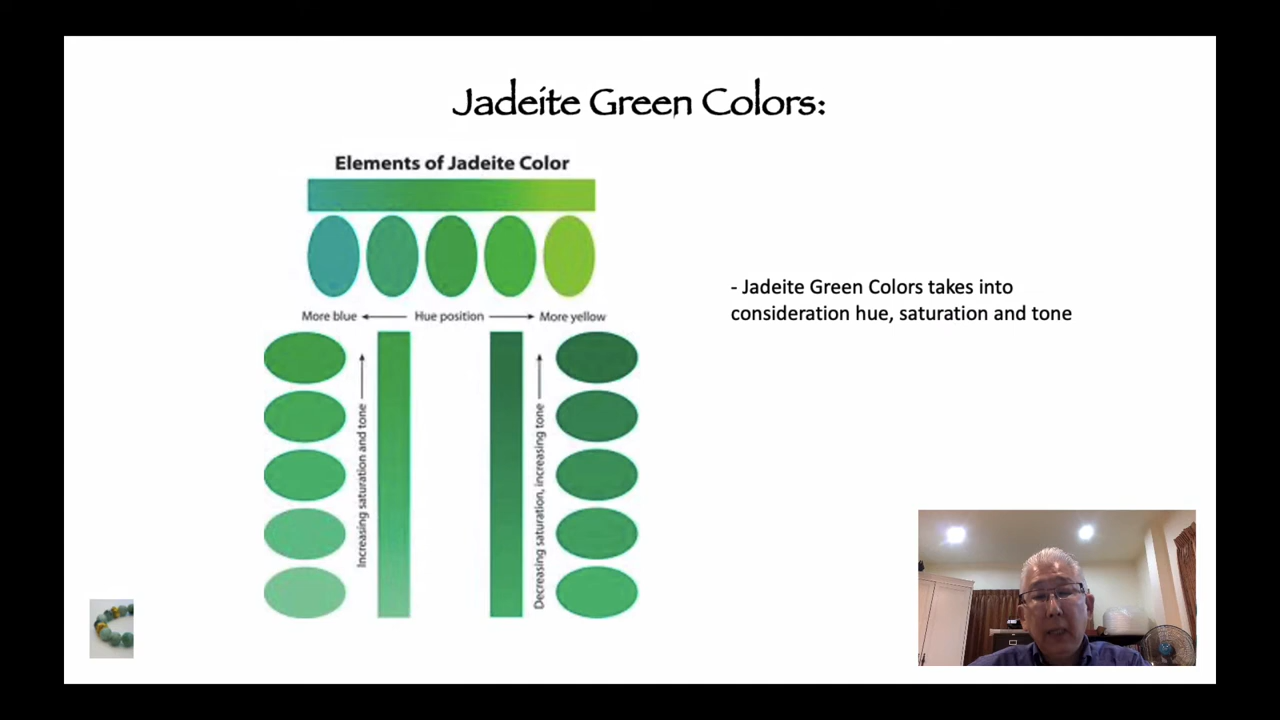 Jadeite Green Colors:
Elements of Jadeite Color
More blue
Hue position
More yellow
Increasing saturation and tone
Decreasing saturation, increasing tone
- Jadeite Green Colors takes into
consideration hue, saturation and tone